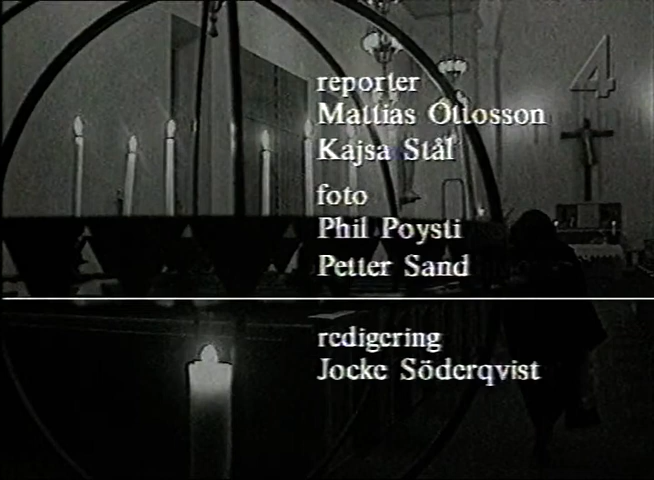 4
reporter
Mattias Ottosson
Kajsa Stål
foto
Phil Poysti
Petter Sand
redigering
Jocke Söderqvist